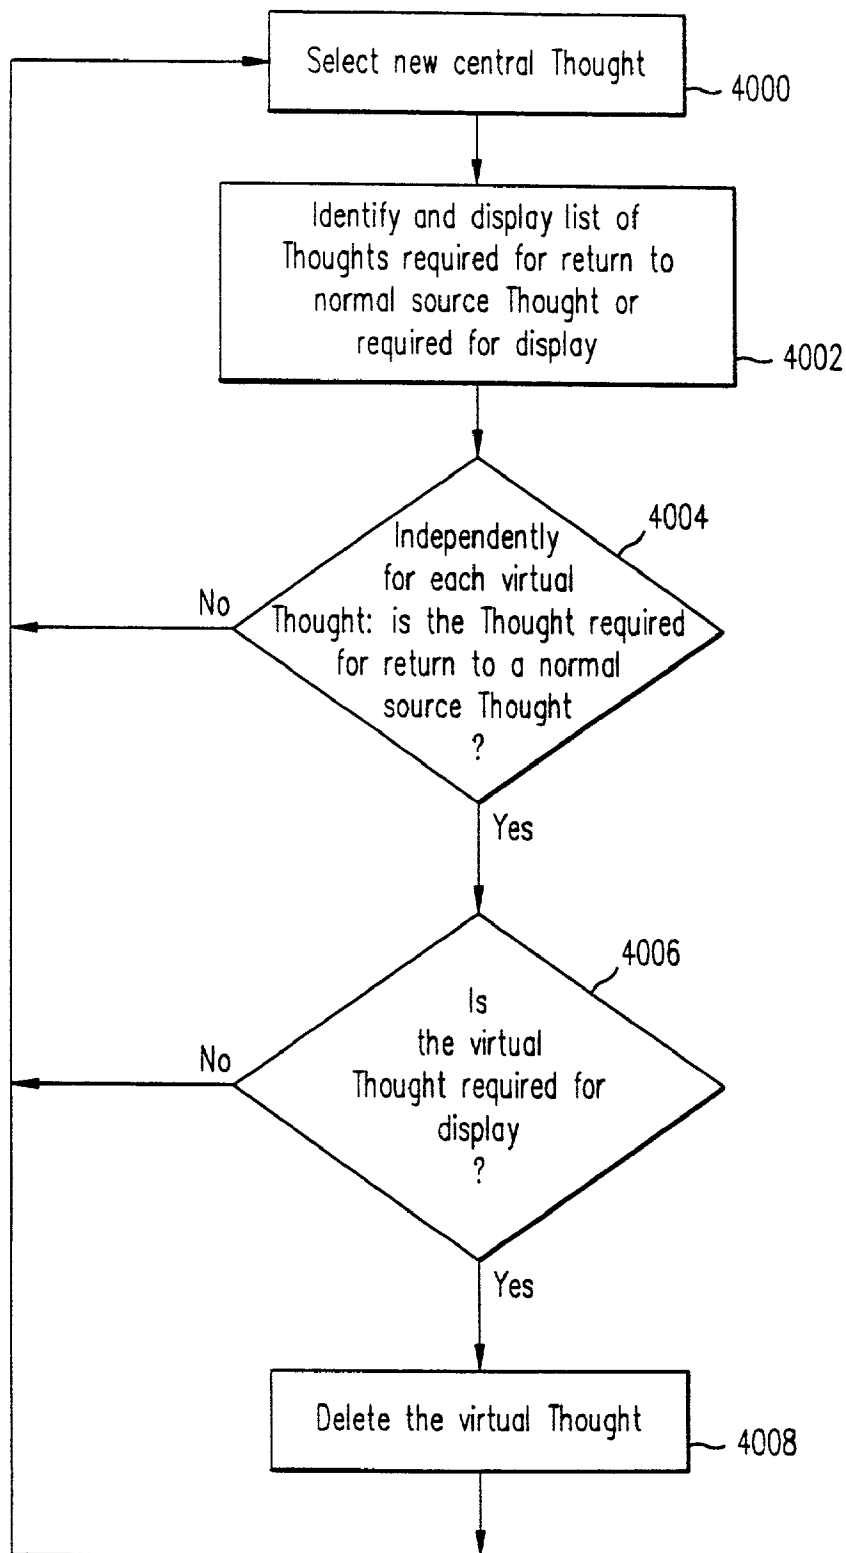 Select new central Thought
4000
Identify and display list of
Thoughts required for return to
normal source Thought or
required for display
4002
4004
Independently
for each virtual
Thought: is the Thought required
for return to a normal
source Thought
?
No
Yes
4006
Is
the virtual
Thought required for
display
?
No
Yes
Delete the virtual Thought
4008